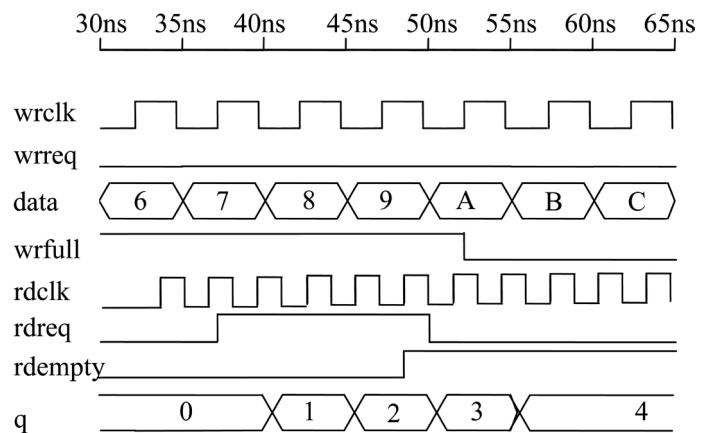 30ns 35ns 40ns 45ns 50ns 55ns 60ns 65ns
wrclk
wrreq
data 6 7 8 9 A B C
wrfull
rdclk
rdreq
rdempty
q 0 1 2 3 4